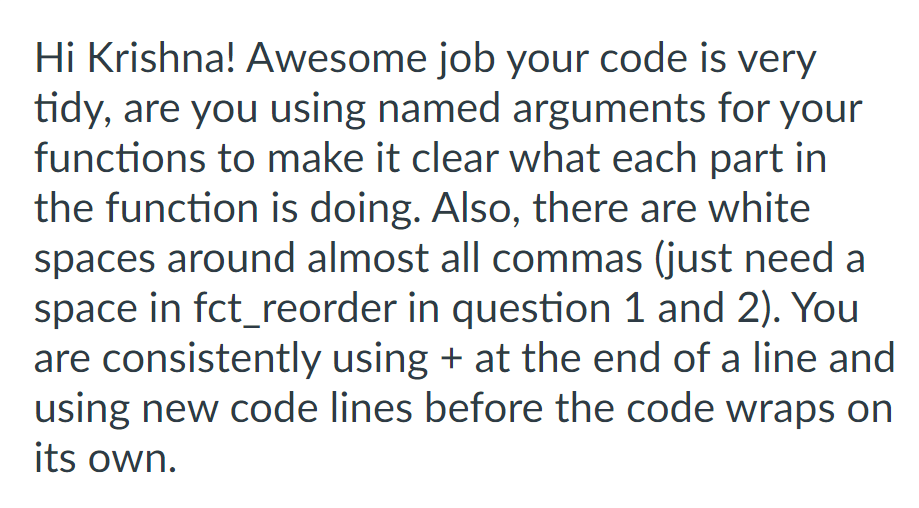 Hi Krishna! Awesome job your code is very
tidy, are you using named arguments for your
functions to make it clear what each part in
the function is doing. Also, there are white
spaces around almost all commas (just need a
space in fct_reorder in question 1 and 2). You
are consistently using + at the end of a line and
using new code lines before the code wraps on
its own.